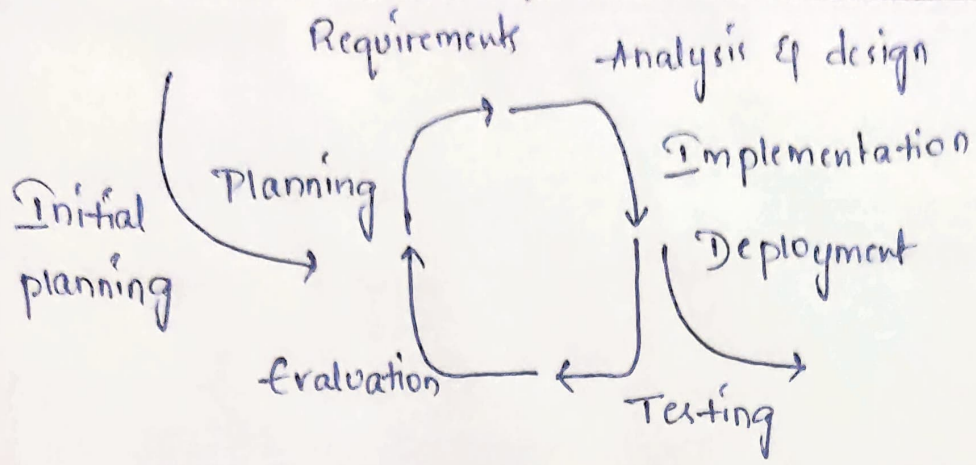 Requirements
Analysis & design
Planning
Implementation
Initial
planning
Deployment
Evaluation
Testing